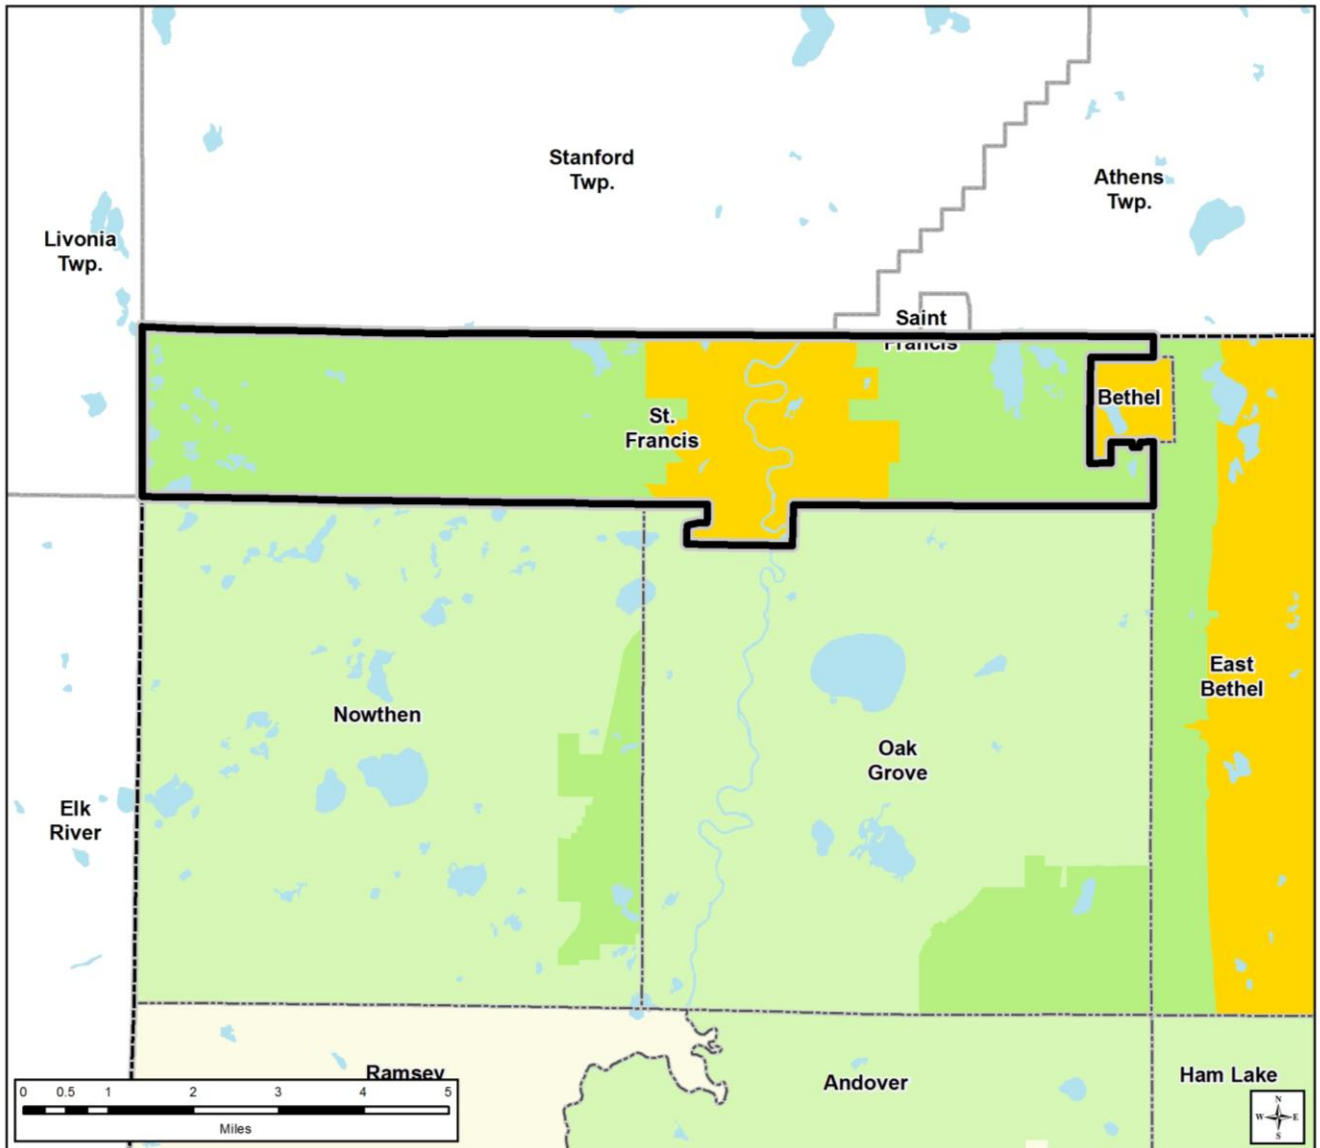 Stanford
Twp.
Athens
Twp.
Livonia
Twp.
Saint
Francis
Bethel
St.
Francis
East
Bethel
Nowthen
Oak
Grove
Elk
River
Ramsey
Andover
Ham Lake
0 0.5 1 2 3 4 5
Miles
N
W E
S